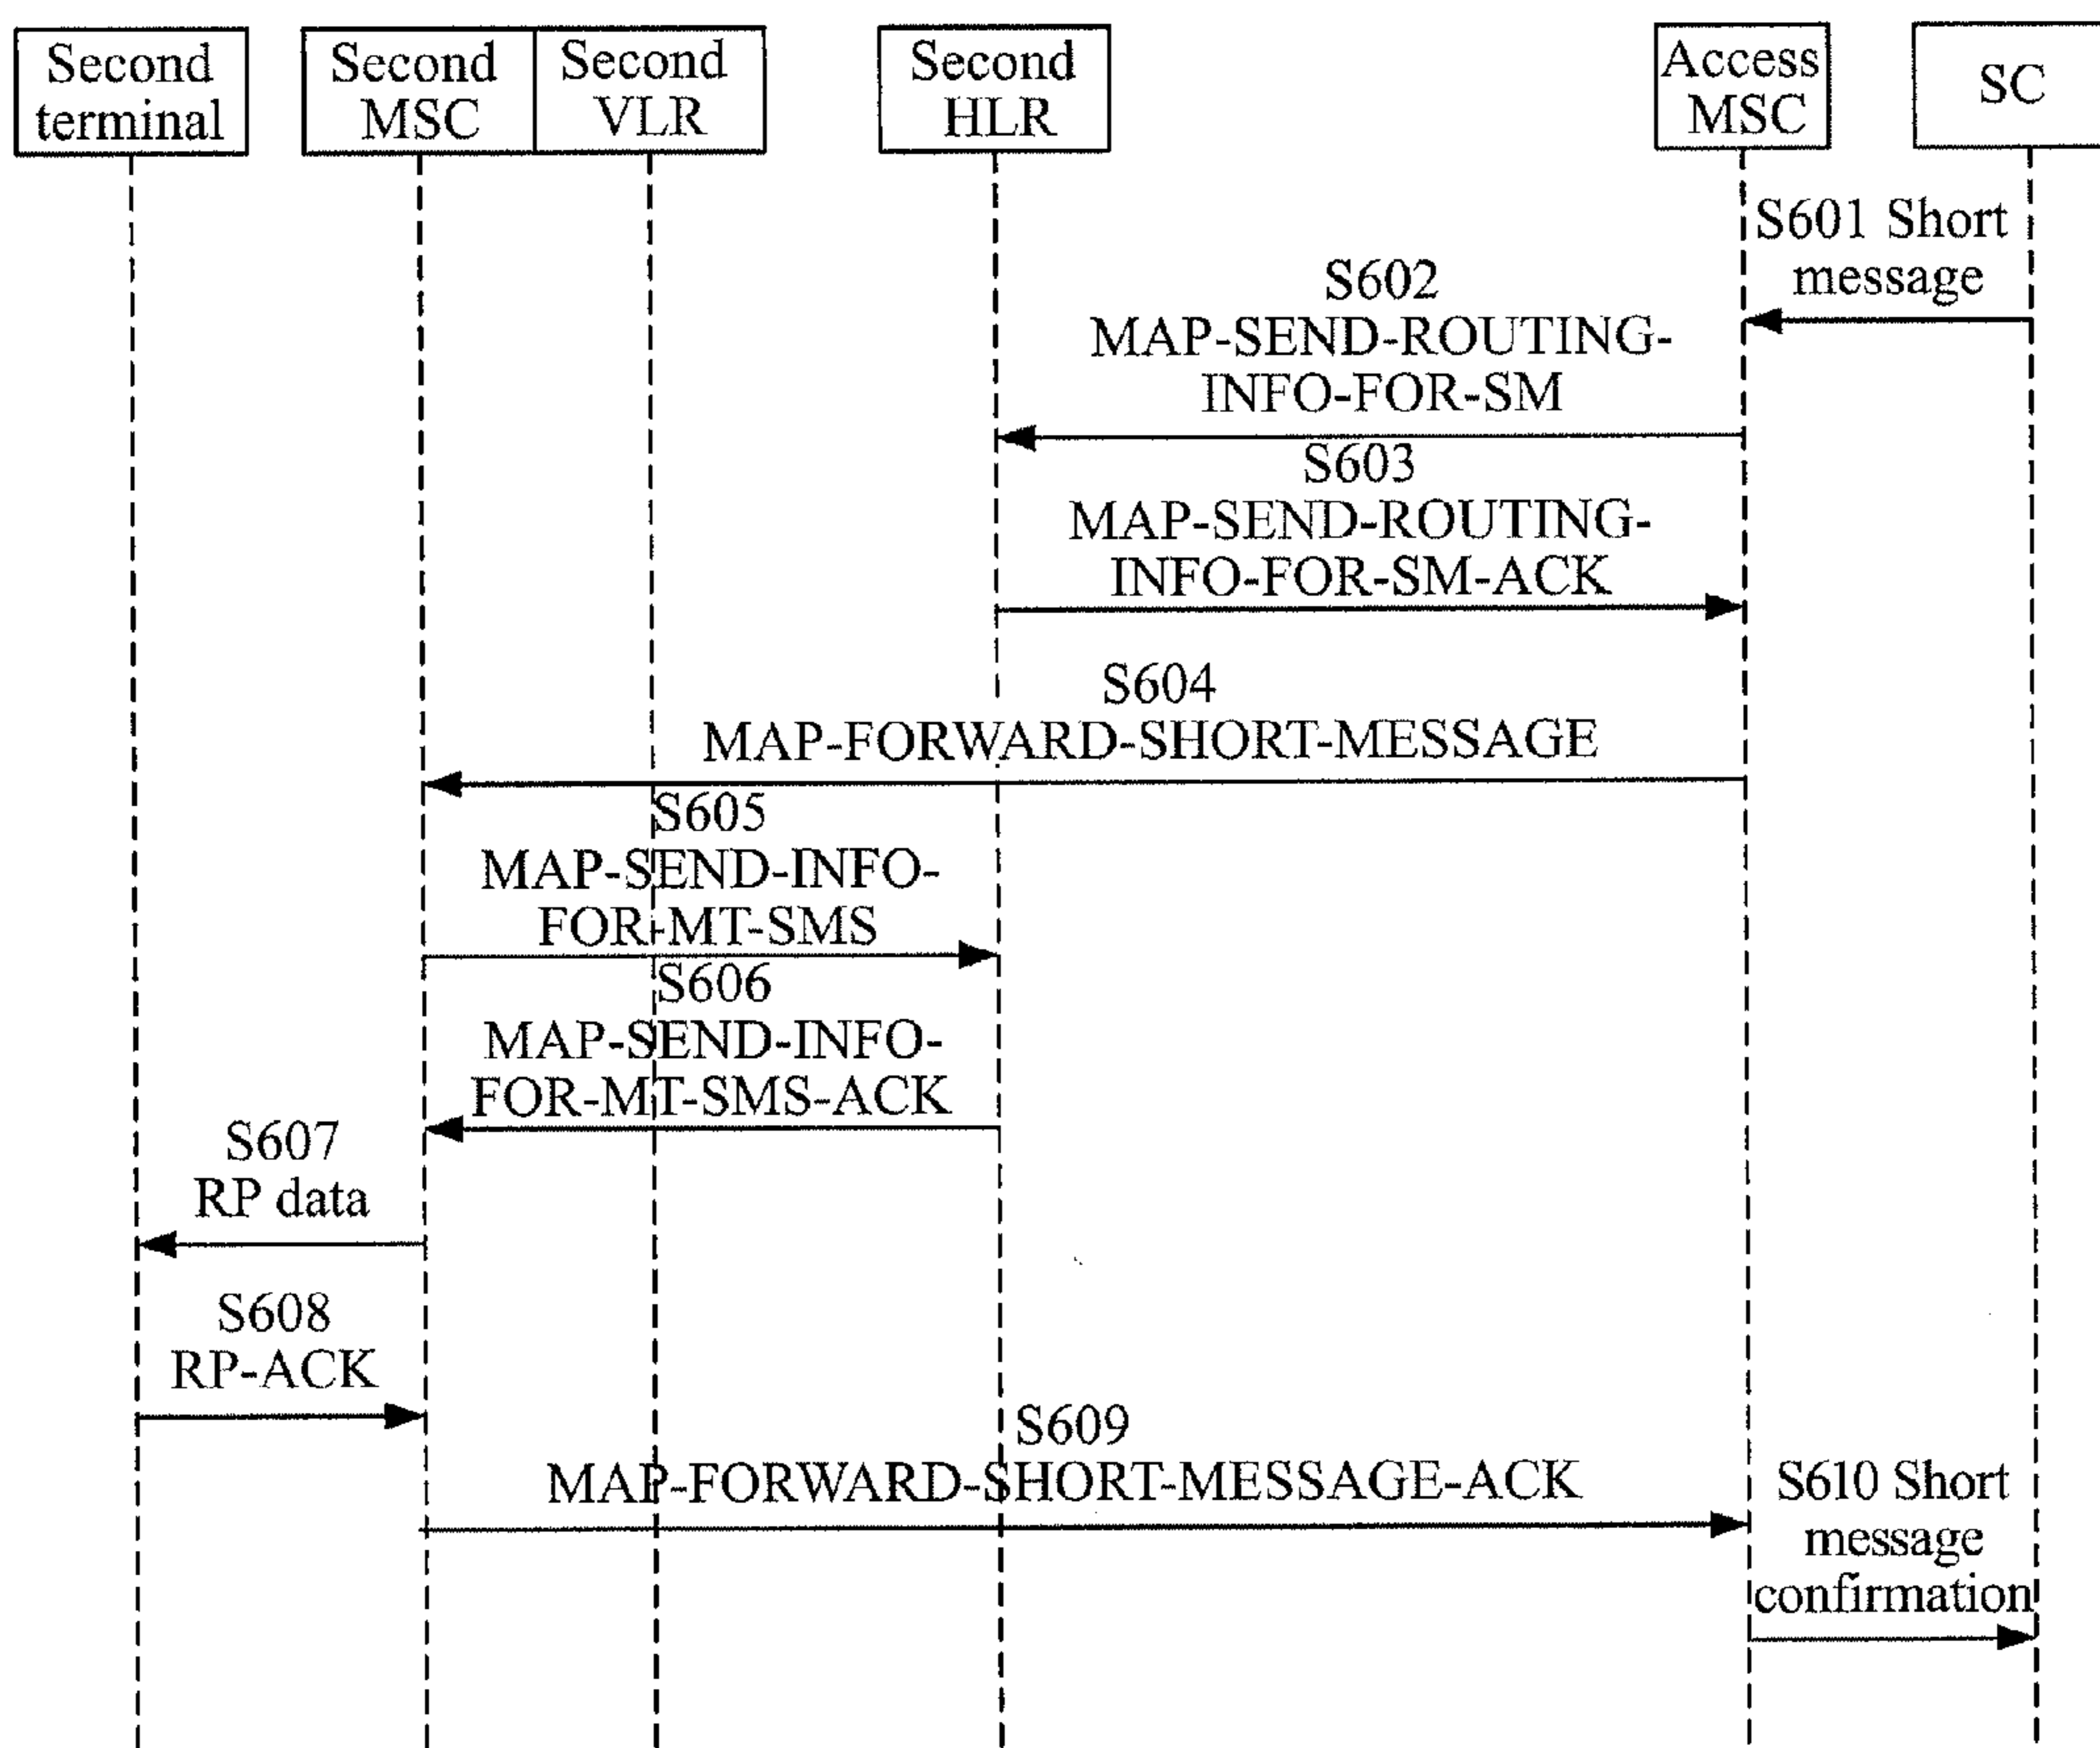 Second
terminal
Second
MSC
Second
VLR
Second
HLR
Access
MSC
SC
S601 Short
message
S602
MAP-SEND-ROUTING-
INFO-FOR-SM
S603
MAP-SEND-ROUTING-
INFO-FOR-SM-ACK
S604
MAP-FORWARD-SHORT-MESSAGE
S605
MAP-SEND-INFO-
FOR-MT-SMS
S606
MAP-SEND-INFO-
FOR-MT-SMS-ACK
S607
RP data
S608
RP-ACK
S609
MAP-FORWARD-SHORT-MESSAGE-ACK
S610 Short
message
confirmation